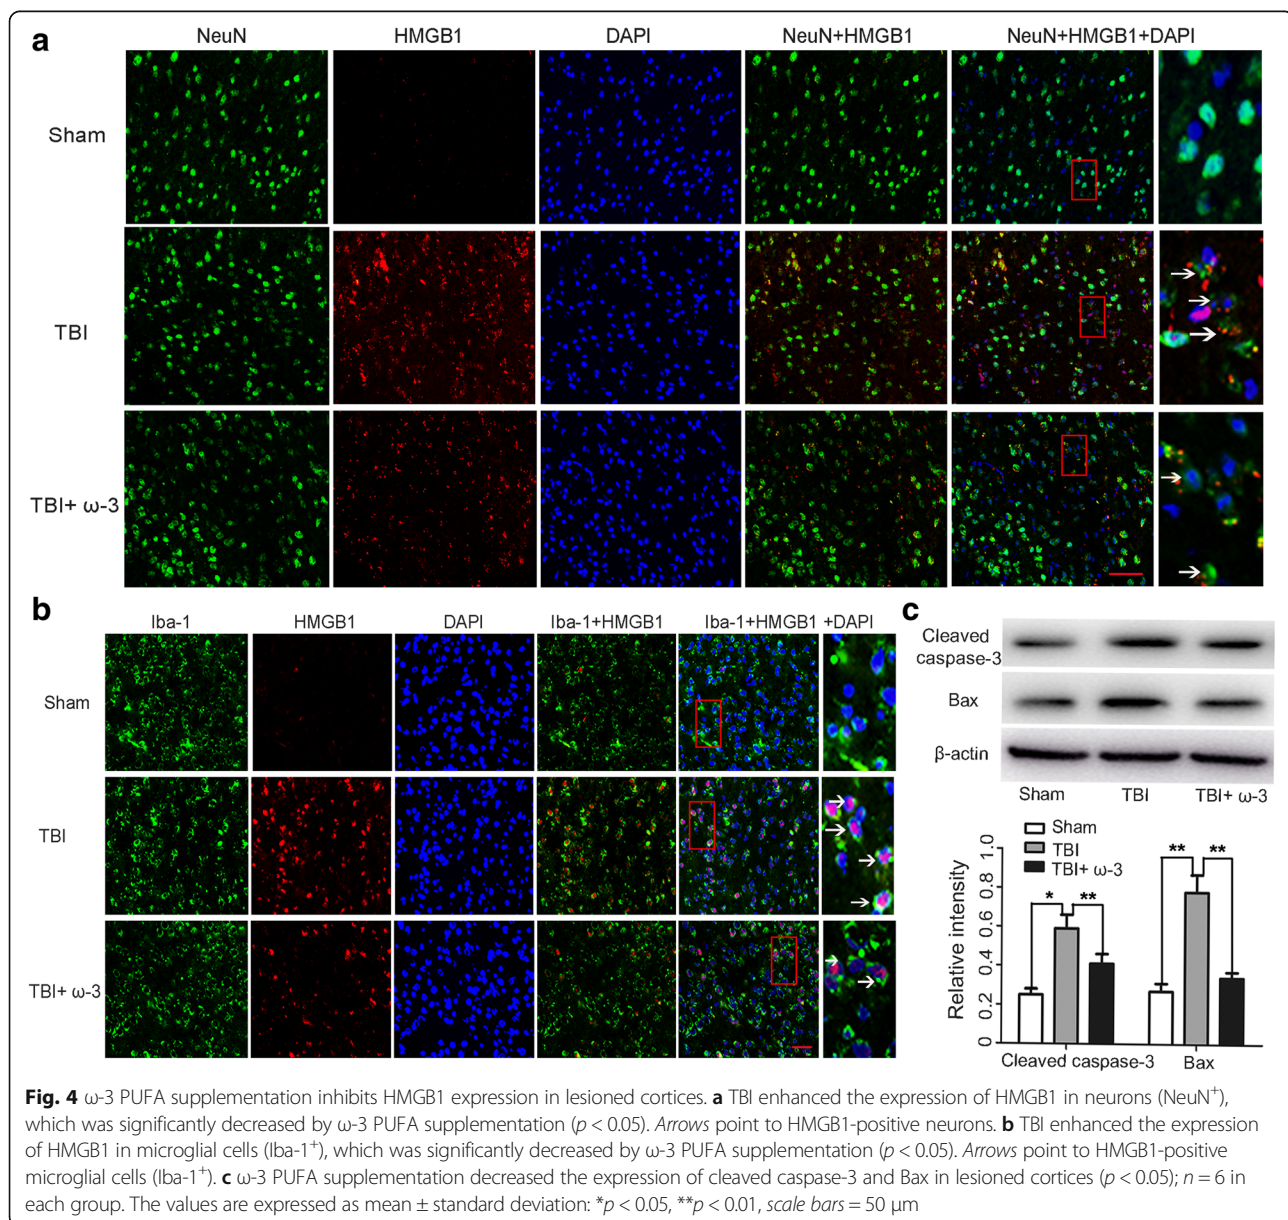 a
NeuN HMGB1 DAPI NeuN+HMGB1 NeuN+HMGB1+DAPI
Sham
TBI
TBI+ ω-3
b
Iba-1 HMGB1 DAPI Iba-1+HMGB1 Iba-1+HMGB1 +DAPI
Sham
TBI
TBI+ ω-3
c
Cleaved
caspase-3
Bax
β-actin
Sham TBI TBI+ ω-3
Sham
TBI
TBI+ ω-3
Relative intensity
1.0
0.8
0.6
0.4
0.2
0
* ** ** **
Cleaved caspase-3 Bax
Fig. 4 ω-3 PUFA supplementation inhibits HMGB1 expression in lesioned cortices. a TBI enhanced the expression of HMGB1 in neurons (NeuN⁺),
which was significantly decreased by ω-3 PUFA supplementation (p < 0.05). Arrows point to HMGB1-positive neurons. b TBI enhanced the expression
of HMGB1 in microglial cells (Iba-1⁺), which was significantly decreased by ω-3 PUFA supplementation (p < 0.05). Arrows point to HMGB1-positive
microglial cells (Iba-1⁺). c ω-3 PUFA supplementation decreased the expression of cleaved caspase-3 and Bax in lesioned cortices (p < 0.05); n = 6 in
each group. The values are expressed as mean ± standard deviation: *p < 0.05, **p < 0.01, scale bars = 50 μm